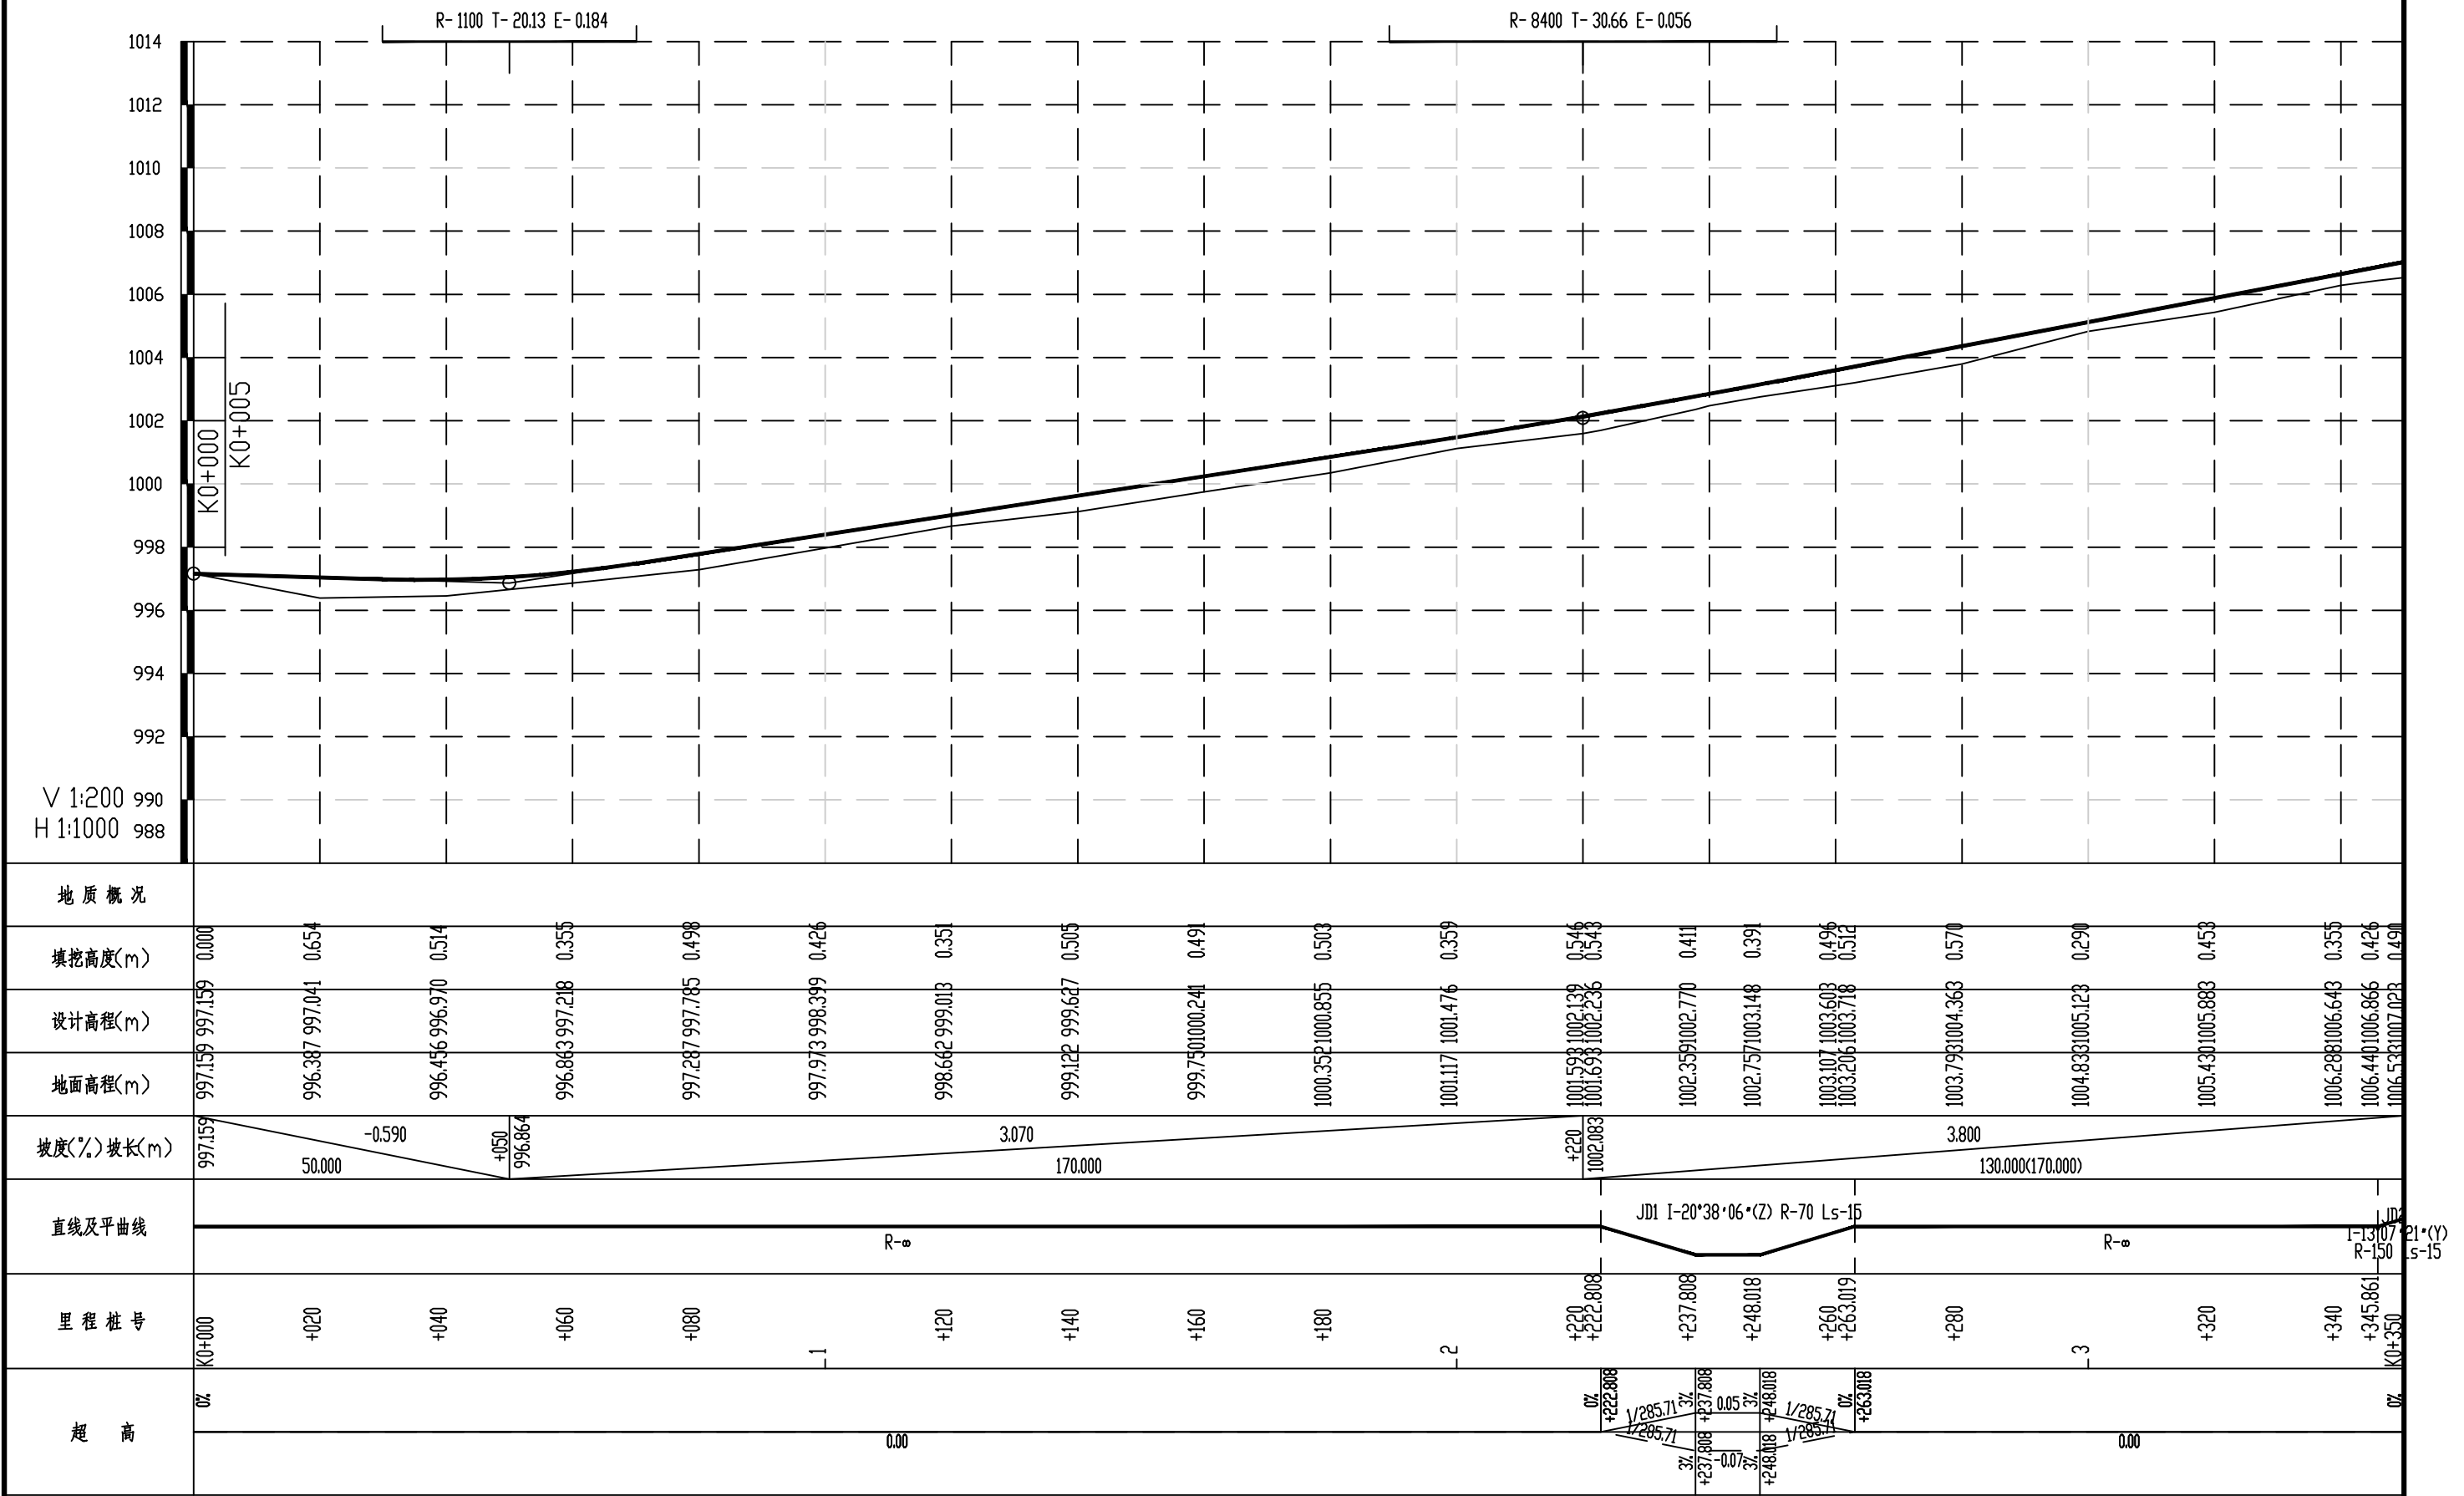 R-1100 T-20.13 E-0.184
R-8400 T-30.66 E-0.056
1014
1012
1010
1008
1006
1004
1002
1000
998
996
994
992
V 1:200 990
H 1:1000 988
K0+000
K0+005
地质概况
填挖高度(m) 0.000 0.654 0.514 0.355 0.498 0.426 0.351 0.505 0.491 0.503 0.359 0.546 0.543 0.411 0.391 0.496 0.512 0.570 0.290 0.453 0.355 0.426 0.490
设计高程(m) 997.159 997.041 996.970 997.218 997.785 998.399 999.013 999.627 1000.241 1000.855 1001.476 1002.139 1002.236 1002.770 1003.148 1003.603 1003.718 1004.363 1005.123 1005.883 1006.643 1006.866 1007.023
地面高程(m) 997.159 996.387 996.456 996.863 997.287 997.973 998.662 999.122 999.750 1000.352 1001.117 1001.593 1001.693 1002.359 1002.757 1003.107 1003.206 1003.793 1004.833 1005.430 1006.288 1006.440 1006.533
坡度(%)坡长(m) 997.159 -0.590 50.000 +050 996.864 3.070 170.000 +220 1002.083 3.800 130.000(170.000)
直线及平曲线 R-∞ JD1 I-20°38'06"(Z) R-70 Ls-15 R-∞ JD2
I-13°07'21"(Y)
R-150 Ls-15
里程桩号 K0+000 +020 +040 +060 +080 1 +120 +140 +160 +180 2 +220 +222.808 +237.808 +248.018 +260 +263.019 +280 3 +320 +340 +345.861 K0+350
超高 0% 0.00 0% +222.808 1/285.71 3% +237.808 0.05 3% +248.018 1/285.71 0% +263.018 0.00 0%
1/285.71 3% +237.808 -0.07 3% +248.018 1/285.71